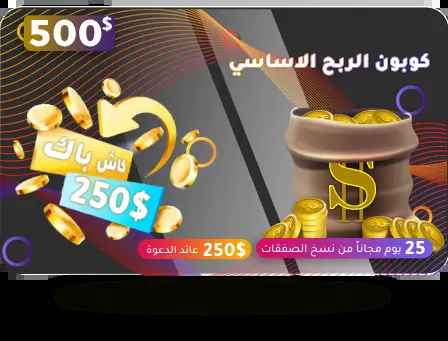 500$
كوبون الربح الاساسي
كاش باك
250$
25 يوم مجاناً من نسخ الصفقات
250$ عائد الدعوة
$